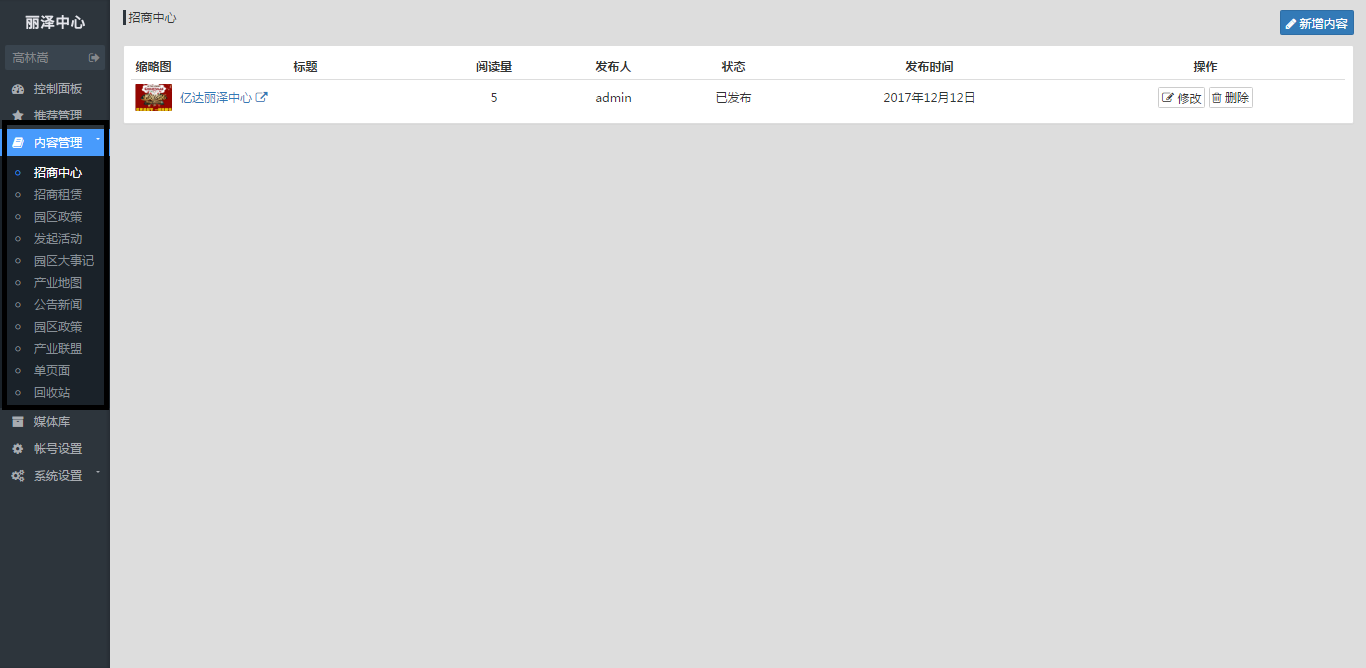 丽泽中心
高林嵩
控制面板
推荐管理
内容管理
招商中心
招商租赁
园区政策
发起活动
园区大事记
产业地图
公告新闻
园区政策
产业联盟
单页面
回收站
媒体库
帐号设置
系统设置
招商中心
新增内容
缩略图 标题 阅读量 发布人 状态 发布时间 操作
亿达丽泽中心 5 admin 已发布 2017年12月12日 修改 删除